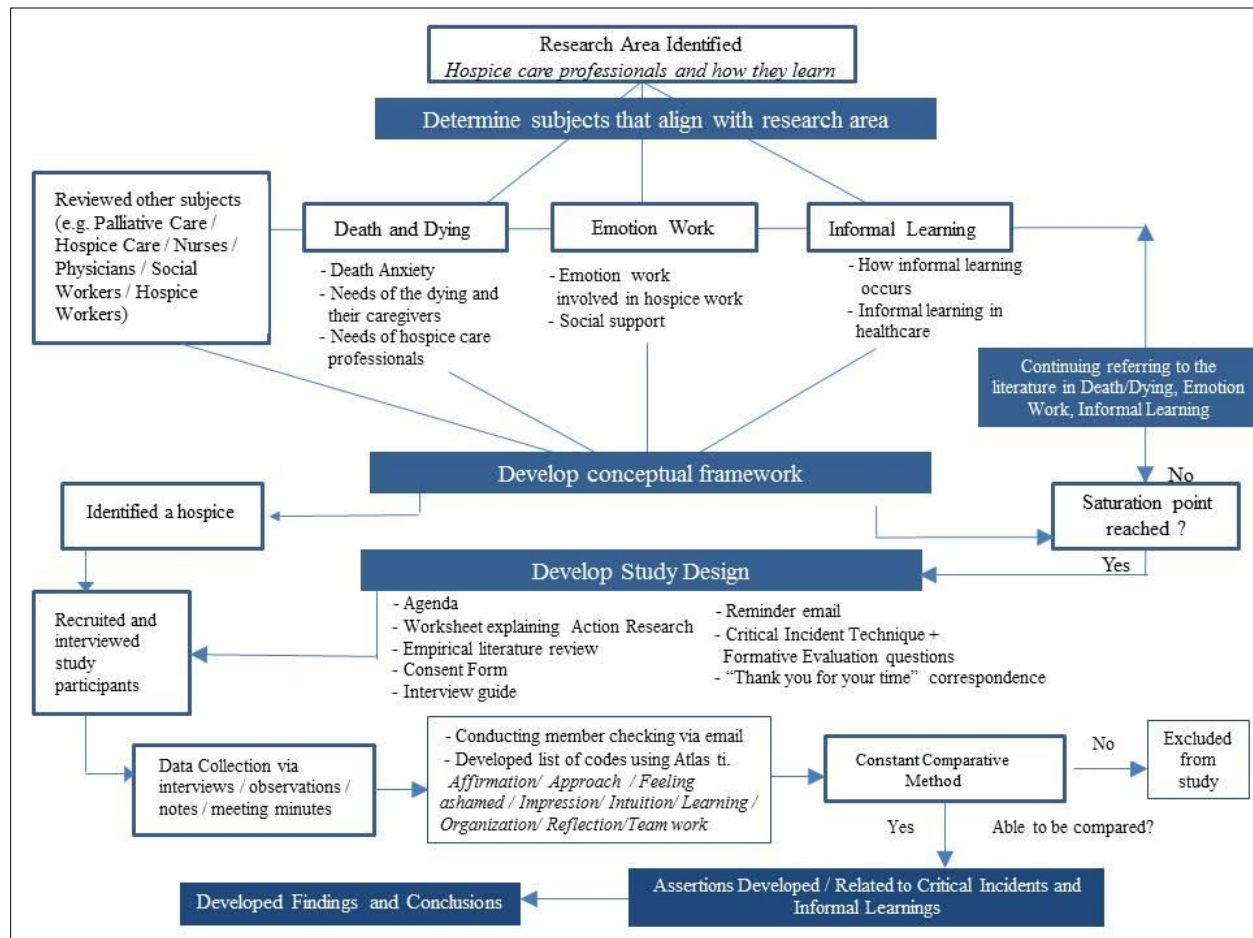 Research Area Identified
Hospice care professionals and how they learn
Determine subjects that align with research area
Reviewed other subjects
(e.g. Palliative Care /
Hospice Care / Nurses /
Physicians / Social
Workers / Hospice
Workers)
Death and Dying
- Death Anxiety
- Needs of the dying and
their caregivers
- Needs of hospice care
professionals
Emotion Work
- Emotion work
involved in hospice work
- Social support
Informal Learning
- How informal learning
occurs
- Informal learning in
healthcare
Continuing referring to the
literature in Death/Dying, Emotion
Work, Informal Learning
Develop conceptual framework
No
Saturation point
reached ?
Yes
Identified a hospice
Develop Study Design
- Agenda
- Worksheet explaining Action Research
- Empirical literature review
- Consent Form
- Interview guide
- Reminder email
- Critical Incident Technique +
Formative Evaluation questions
- “Thank you for your time” correspondence
Recruited and
interviewed
study
participants
Data Collection via
interviews / observations /
notes / meeting minutes
- Conducting member checking via email
- Developed list of codes using Atlas ti.
Affirmation/ Approach / Feeling
ashamed / Impression/ Intuition/ Learning /
Organization/ Reflection/Team work
Constant Comparative
Method
No
Excluded
from
study
Yes
Able to be compared?
Assertions Developed / Related to Critical Incidents and
Informal Learnings
Developed Findings and Conclusions